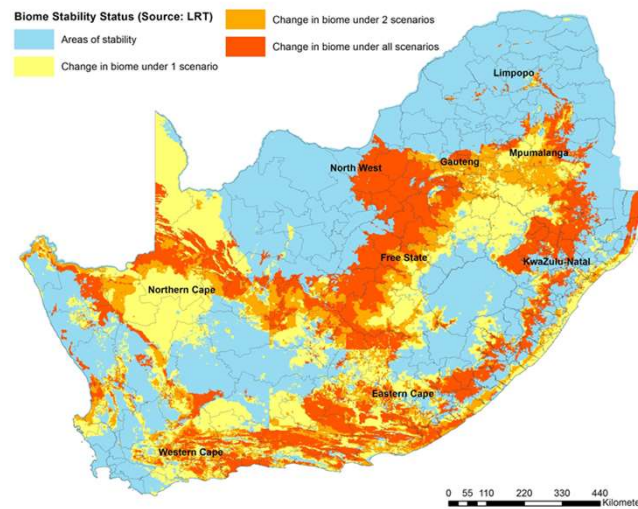 Biome Stability Status (Source: LRT)
Areas of stability
Change in biome under 1 scenario
Change in biome under 2 scenarios
Change in biome under all scenarios
Limpopo
North West
Gaoteng
Mpumalanga
Free State
KwaZulu-Natal
Northern Cape
Eastern Cape
Western Cape
0 55 110 220 330 440
Kilomete